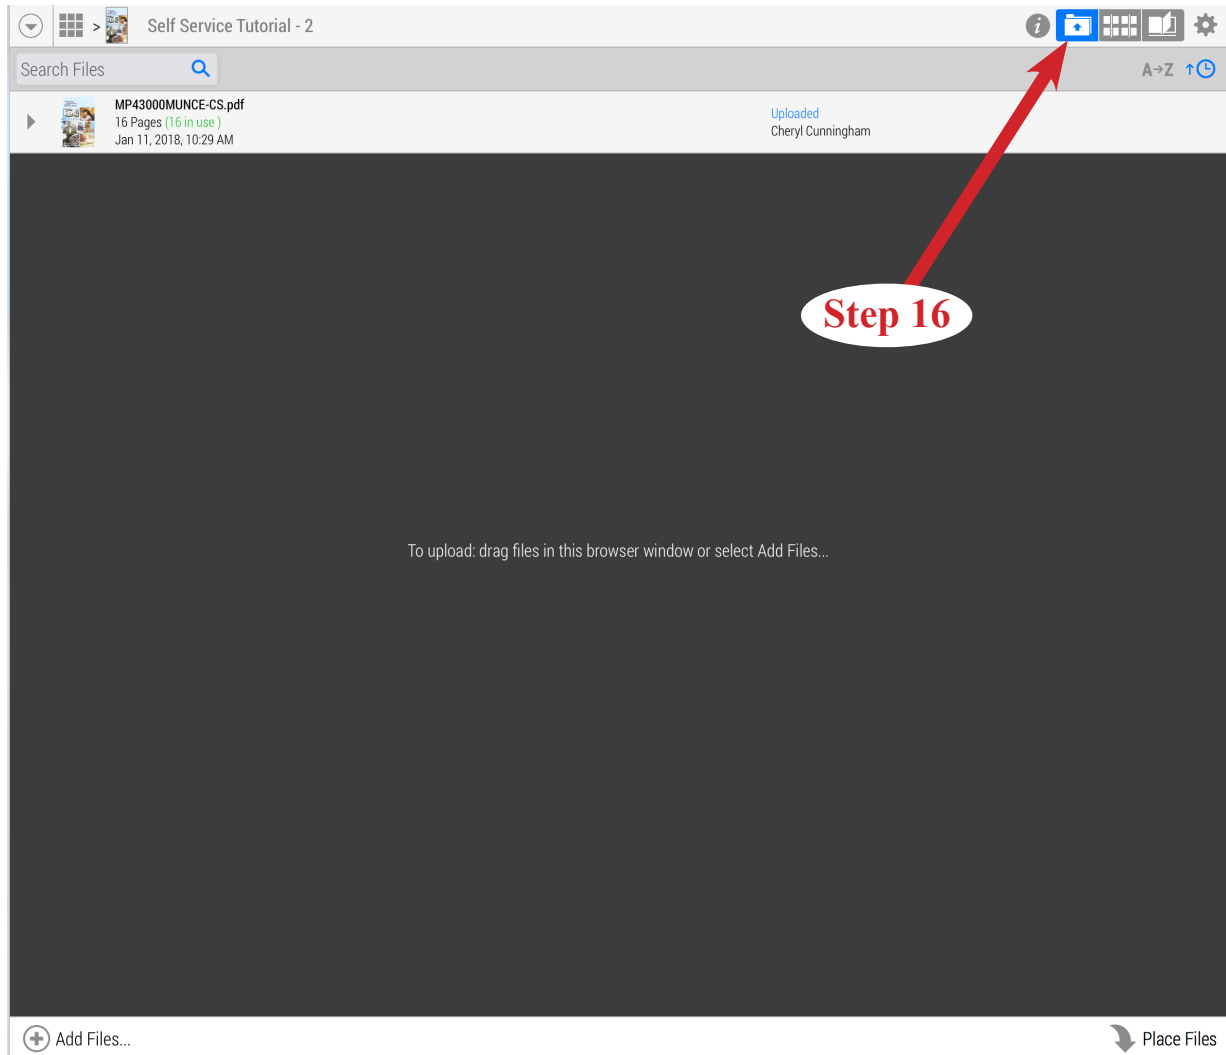 > Self Service Tutorial - 2
i
Search Files
A→Z ↑
MP43000MUNCE-CS.pdf
16 Pages (16 in use )
Jan 11, 2018, 10:29 AM
Uploaded
Cheryl Cunningham
Step 16
To upload: drag files in this browser window or select Add Files...
Add Files...
Place Files